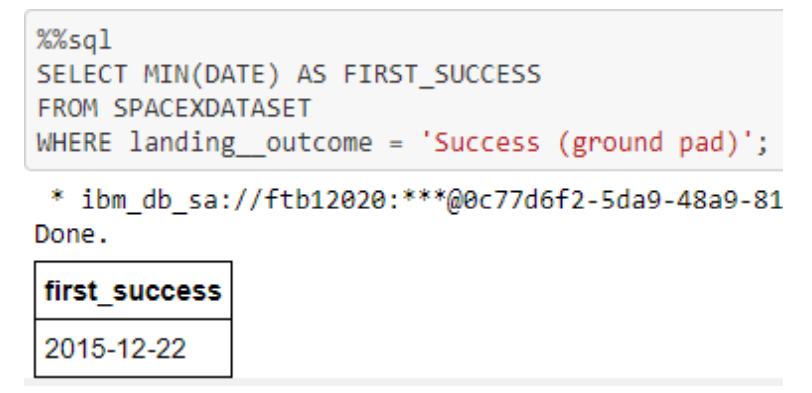 %%sql
SELECT MIN(DATE) AS FIRST_SUCCESS
FROM SPACEXDATASET
WHERE landing__outcome = 'Success (ground pad)';
* ibm_db_sa://ftb12020:***@0c77d6f2-5da9-48a9-81
Done.
first_success
2015-12-22